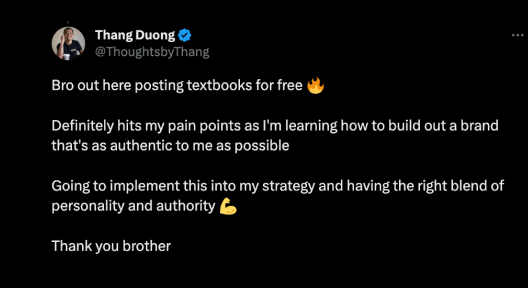 Thang Duong
@ThoughtsbyThang
Bro out here posting textbooks for free 🔥
Definitely hits my pain points as I'm learning how to build out a brand
that's as authentic to me as possible
Going to implement this into my strategy and having the right blend of
personality and authority 💪
Thank you brother